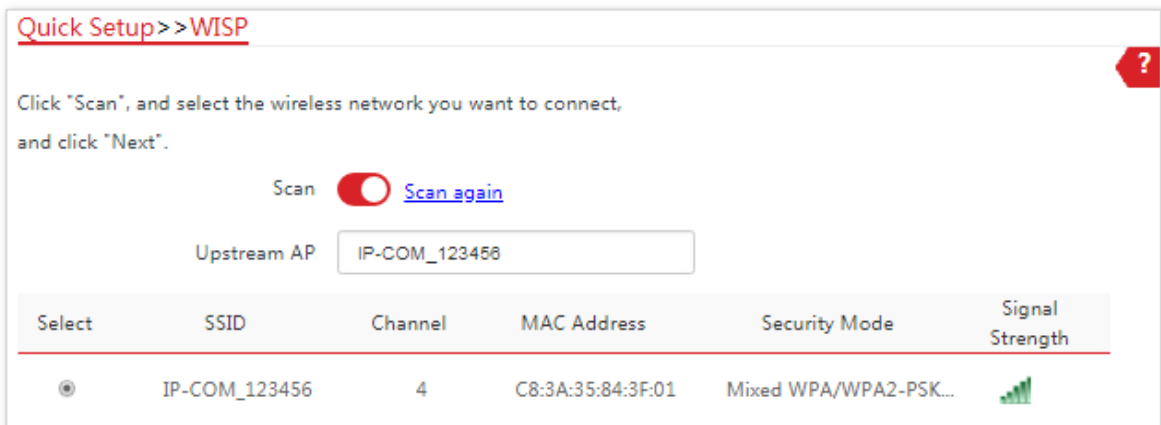 Quick Setup>>WISP
?
Click "Scan", and select the wireless network you want to connect,
and click "Next".
Scan Scan again
Upstream AP IP-COM_123456
Select SSID Channel MAC Address Security Mode Signal Strength
IP-COM_123456 4 C8:3A:35:84:3F:01 Mixed WPA/WPA2-PSK...